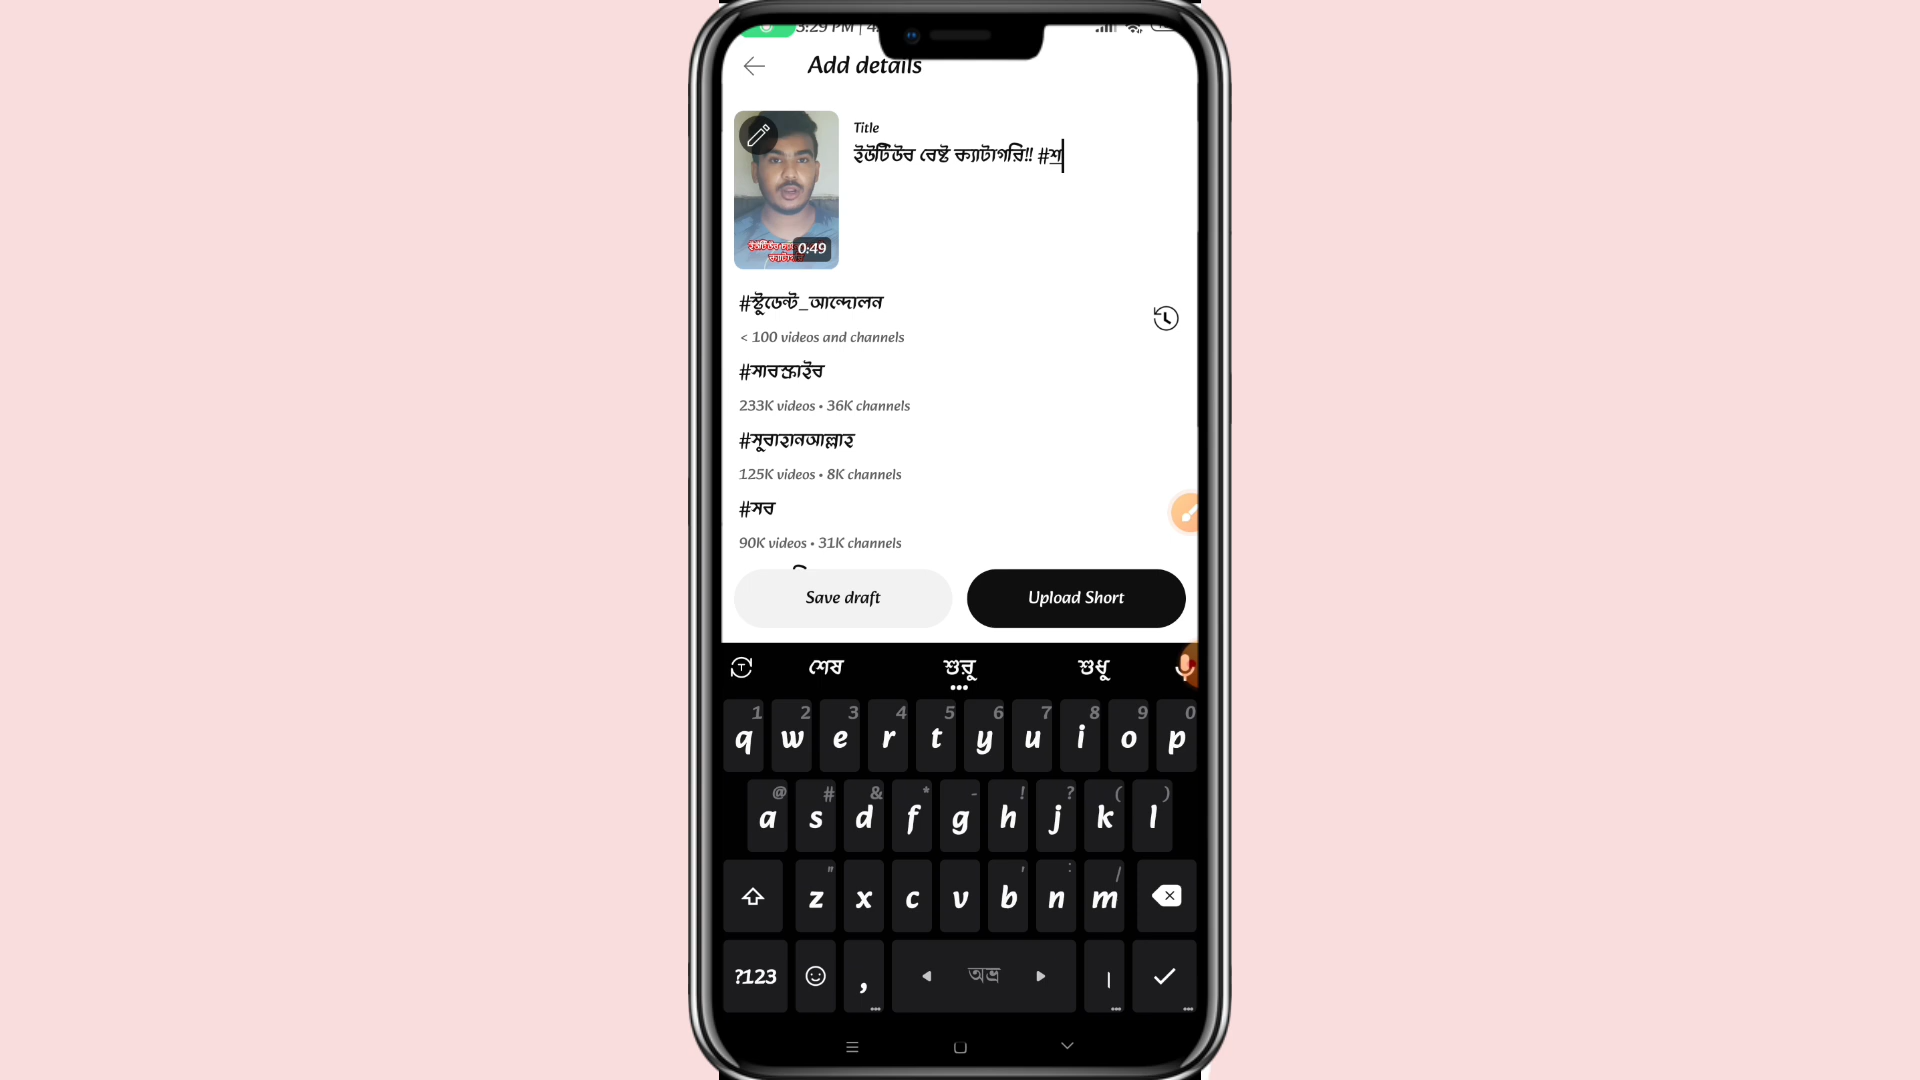 3:29 PM | 4
Add details
Title
ইউটিউব বেষ্ট ক্যাটাগরি!! #শ
0:49
#স্টুডেন্ট_আন্দোলন
< 100 videos and channels
#সাবস্ক্রাইব
233K videos • 36K channels
#সুবাহানআল্লাহ
125K videos • 8K channels
#সব
90K videos • 31K channels
Save draft
Upload Short
শেষ শুরু শুধু
1 2 3 4 5 6 7 8 9 0
q w e r t y u i o p
@ # & * - ! ? ( )
a s d f g h j k l
" ' : /
z x c v b n m
?123 , অভ্র ।